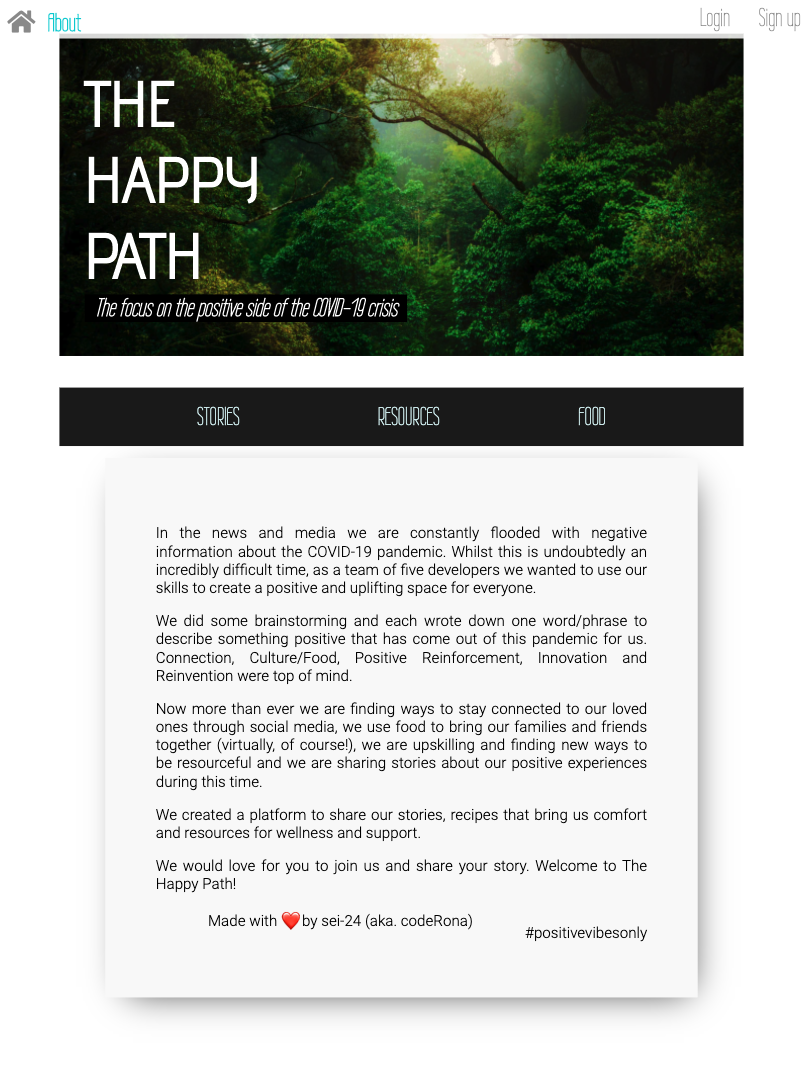 About
Login
Sign up
THE
HAPPY
PATH
The focus on the positive side of the COVID-19 crisis
STORIES
RESOURCES
FOOD
In the news and media we are constantly flooded with negative
information about the COVID-19 pandemic. Whilst this is undoubtedly an
incredibly difficult time, as a team of five developers we wanted to use our
skills to create a positive and uplifting space for everyone.
We did some brainstorming and each wrote down one word/phrase to
describe something positive that has come out of this pandemic for us.
Connection, Culture/Food, Positive Reinforcement, Innovation and
Reinvention were top of mind.
Now more than ever we are finding ways to stay connected to our loved
ones through social media, we use food to bring our families and friends
together (virtually, of course!), we are upskilling and finding new ways to
be resourceful and we are sharing stories about our positive experiences
during this time.
We created a platform to share our stories, recipes that bring us comfort
and resources for wellness and support.
We would love for you to join us and share your story. Welcome to The
Happy Path!
Made with ❤️ by sei-24 (aka. codeRona)
#positivevibesonly